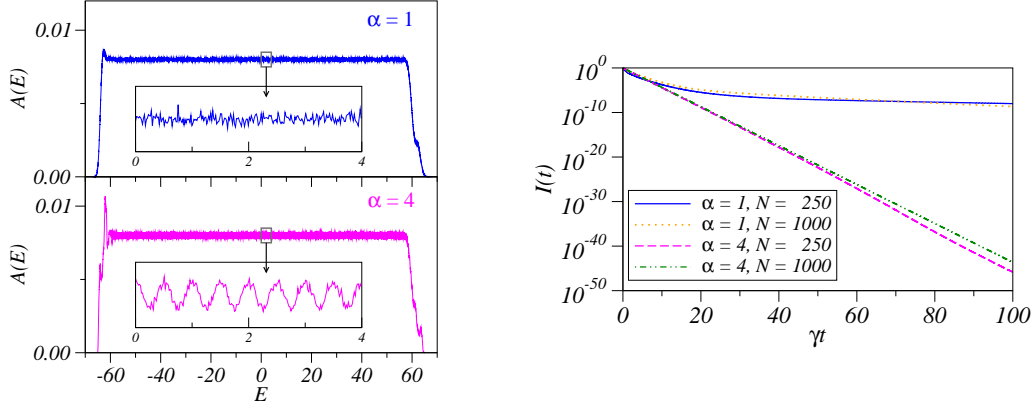 α = 1
0.01
A(E)
0 2 4
0.00
α = 4
0.01
A(E)
0 2 4
0.00
-60 -40 -20 0 20 40 60
E
10^0
10^-10
10^-20
10^-30
10^-40
10^-50
I(t)
α = 1, N = 250
α = 1, N = 1000
α = 4, N = 250
α = 4, N = 1000
0 20 40 60 80 100
γt